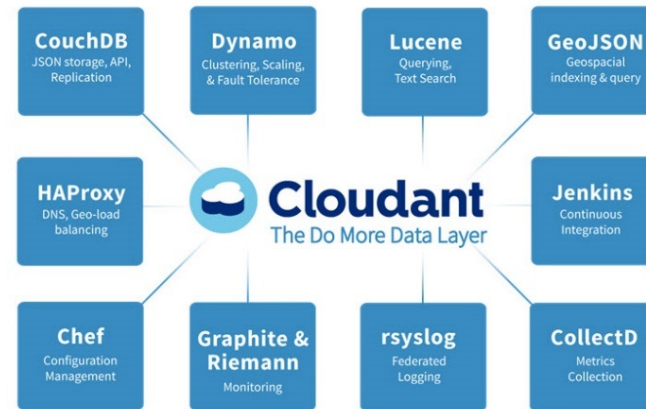 CouchDB
JSON storage, API,
Replication
Dynamo
Clustering, Scaling,
& Fault Tolerance
Lucene
Querying,
Text Search
GeoJSON
Geospacial
indexing & query
HAProxy
DNS, Geo-load
balancing
Cloudant
The Do More Data Layer
Jenkins
Continuous
Integration
Chef
Configuration
Management
Graphite &
Riemann
Monitoring
rsyslog
Federated
Logging
CollectD
Metrics
Collection